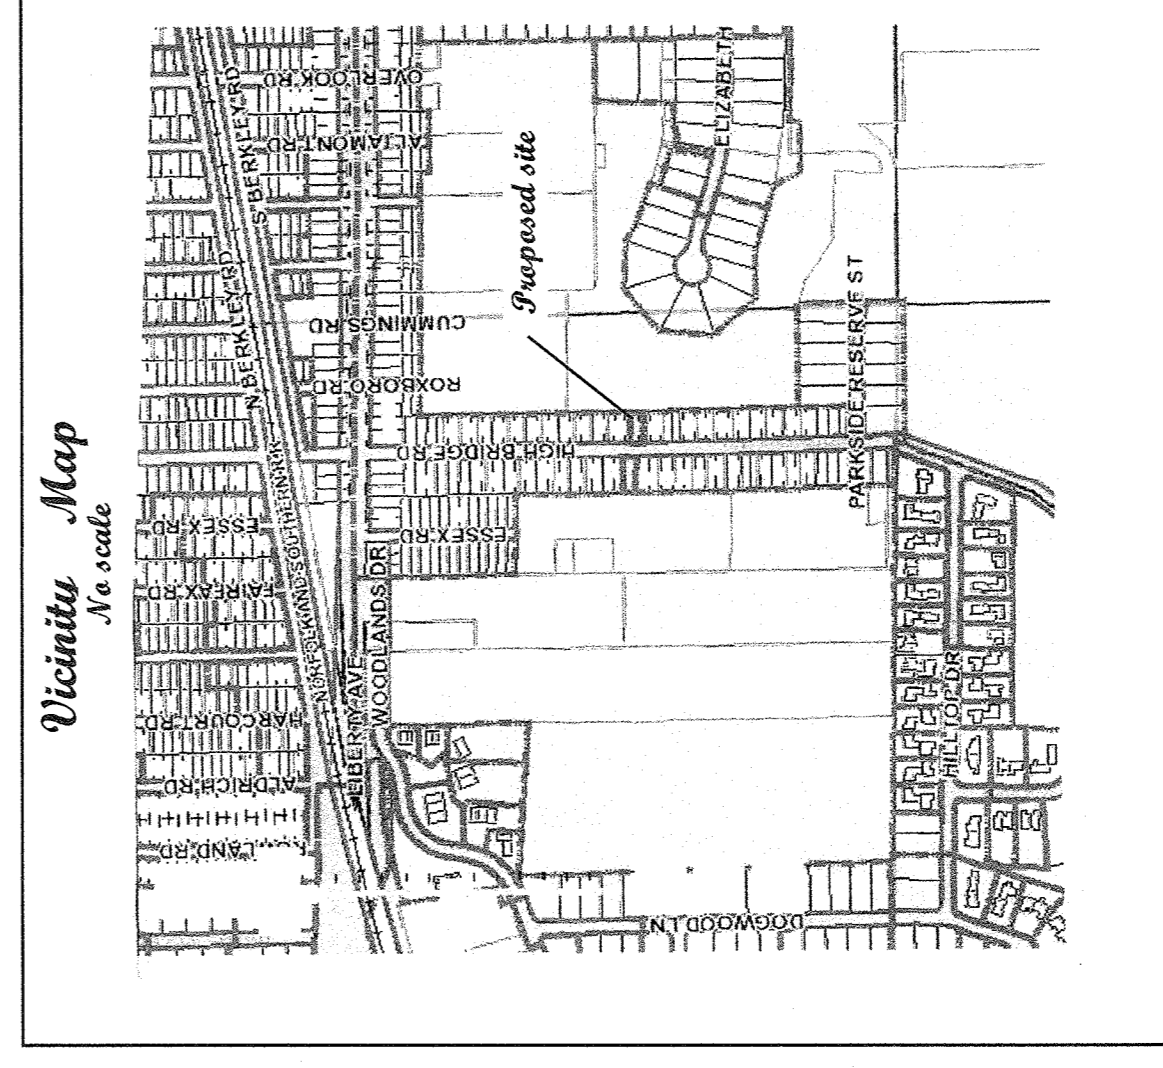 Vicinity Map
No scale
OVERLOOK RD
S BERKLEY RD
ALTAMONT RD
ELIZABETH
Proposed site
N BERKLEY RD
CUMMINGS RD
ROXBORO RD
PARKSIDE RESERVE ST
HIGH BRIDGE RD
ESSEX RD
ESSEX RD
NORFOLK AND SOUTHERN RR
FAIRFAX RD
WOODLANDS DR
LIBERTY AVE
HARCOURT RD
HILLTOP DR
ALDRICH RD
LAND RD
DOGWOOD LN